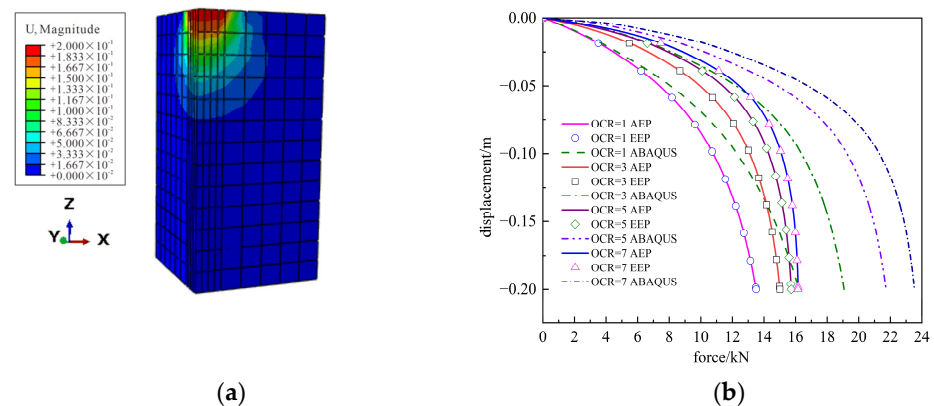 U, Magnitude
+2.000×10⁻¹
+1.833×10⁻¹
+1.667×10⁻¹
+1.500×10⁻¹
+1.333×10⁻¹
+1.167×10⁻¹
+1.000×10⁻¹
+8.333×10⁻²
+6.667×10⁻²
+5.000×10⁻²
+3.333×10⁻²
+1.667×10⁻²
+0.000×10⁻²
Z
Y X
(a)
0.00
−0.05
−0.10
−0.15
−0.20
displacement/m
OCR=1 AEP
OCR=1 EEP
OCR=1 ABAQUS
OCR=3 AEP
OCR=3 EEP
OCR=3 ABAQUS
OCR=5 AEP
OCR=5 EEP
OCR=5 ABAQUS
OCR=7 AEP
OCR=7 EEP
OCR=7 ABAQUS
0 2 4 6 8 10 12 14 16 18 20 22 24
force/kN
(b)